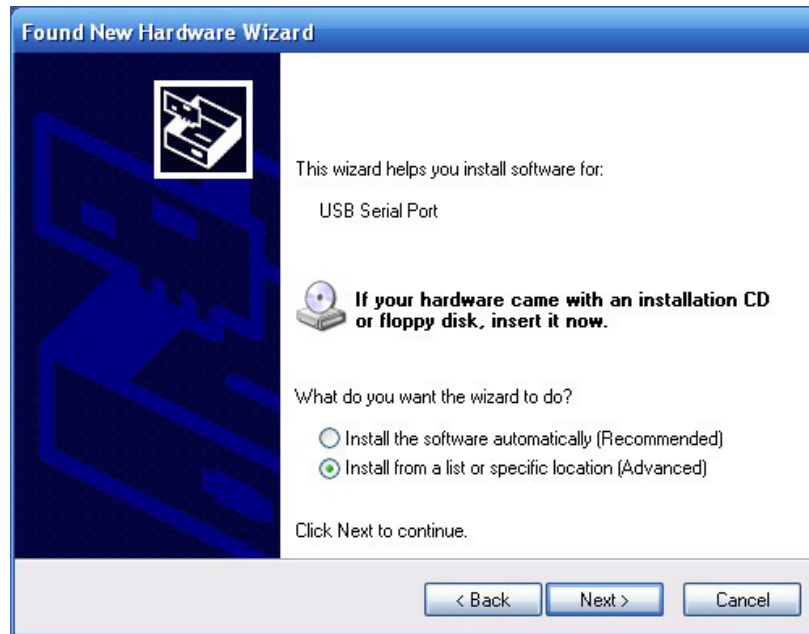 Found New Hardware Wizard
This wizard helps you install software for:
USB Serial Port
If your hardware came with an installation CD
or floppy disk, insert it now.
What do you want the wizard to do?
Install the software automatically (Recommended)
Install from a list or specific location (Advanced)
Click Next to continue.
< Back Next > Cancel